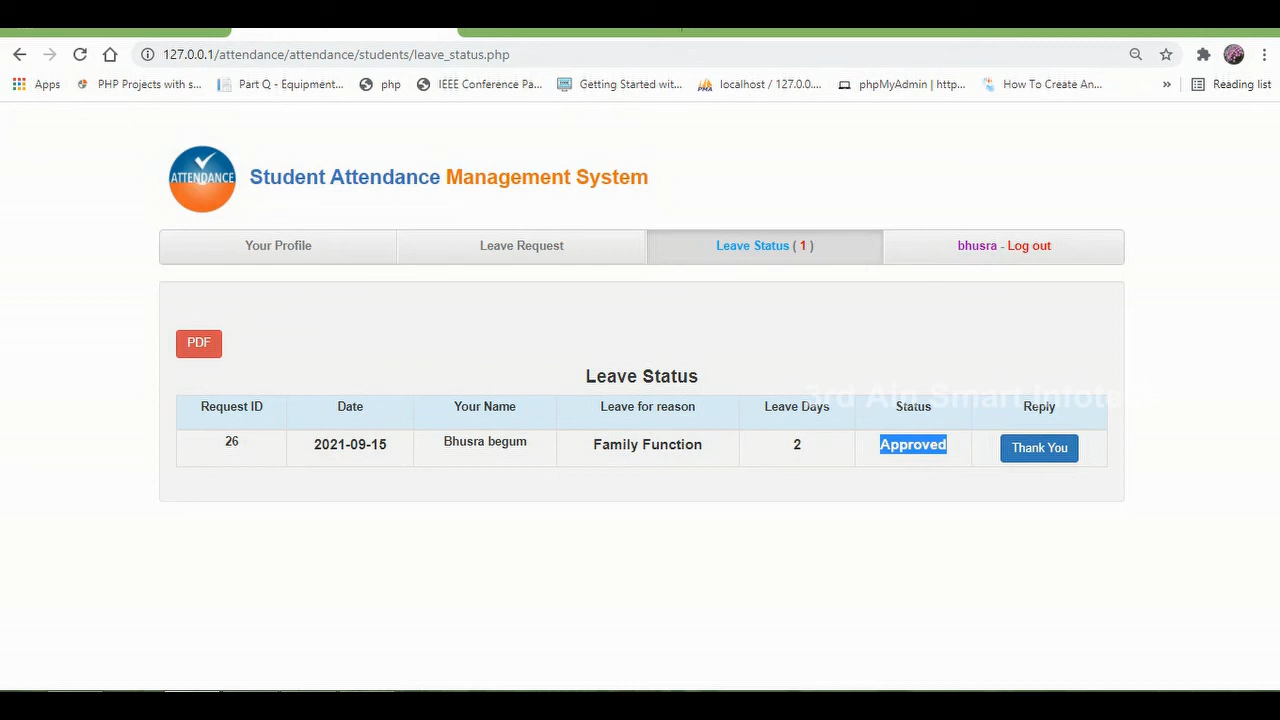 127.0.0.1/attendance/attendance/students/leave_status.php
Apps PHP Projects with s... Part Q - Equipment... php IEEE Conference Pa... Getting Started wit... localhost / 127.0.0.... phpMyAdmin | http... How To Create An... » Reading list
ATTENDANCE
Student Attendance Management System
Your Profile Leave Request Leave Status ( 1 ) bhusra - Log out
PDF
Leave Status
3rd Aip Smart Infote
Request ID Date Your Name Leave for reason Leave Days Status Reply
26 2021-09-15 Bhusra begum Family Function 2 Approved Thank You